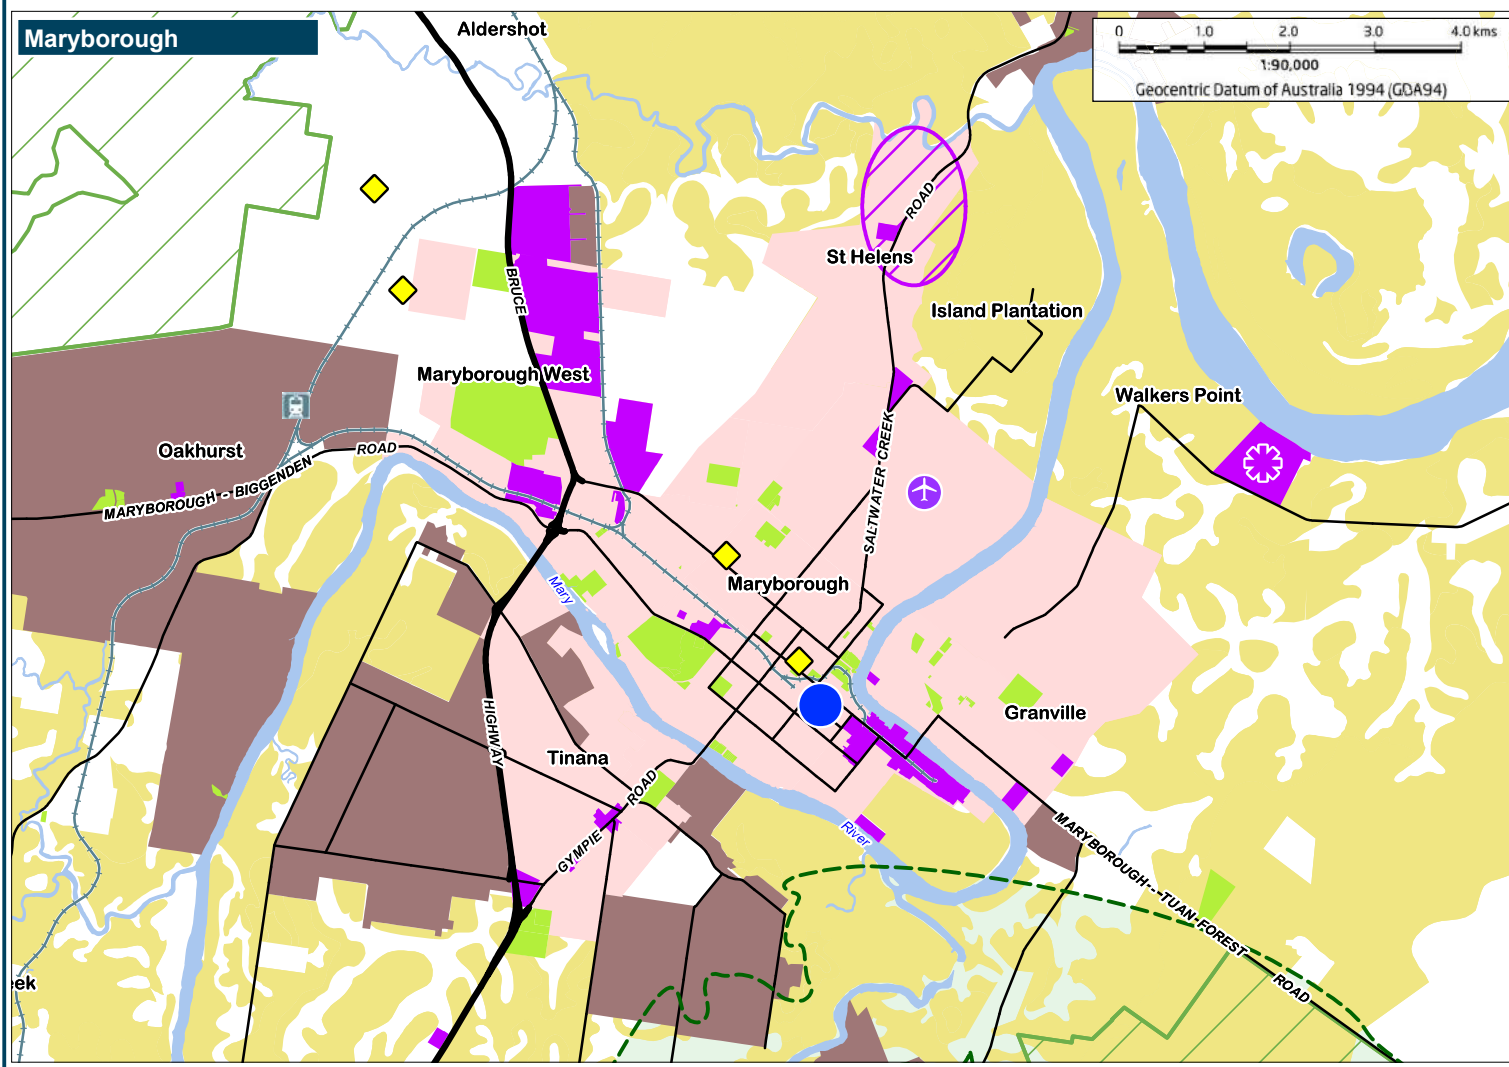 Maryborough
Aldershot
0 1.0 2.0 3.0 4.0 kms
1:90,000
Geocentric Datum of Australia 1994 (GDA94)
ROAD
St Helens
BRUCE
Island Plantation
Maryborough West
Walkers Point
SALTWATER CREEK
Oakhurst
ROAD
MARYBOROUGH - BIGGENDEN
Mary
Maryborough
HIGHWAY
Granville
Tinana
ROAD
GYMPIE
River
MARYBOROUGH -- TUAN FOREST
ROAD
eek